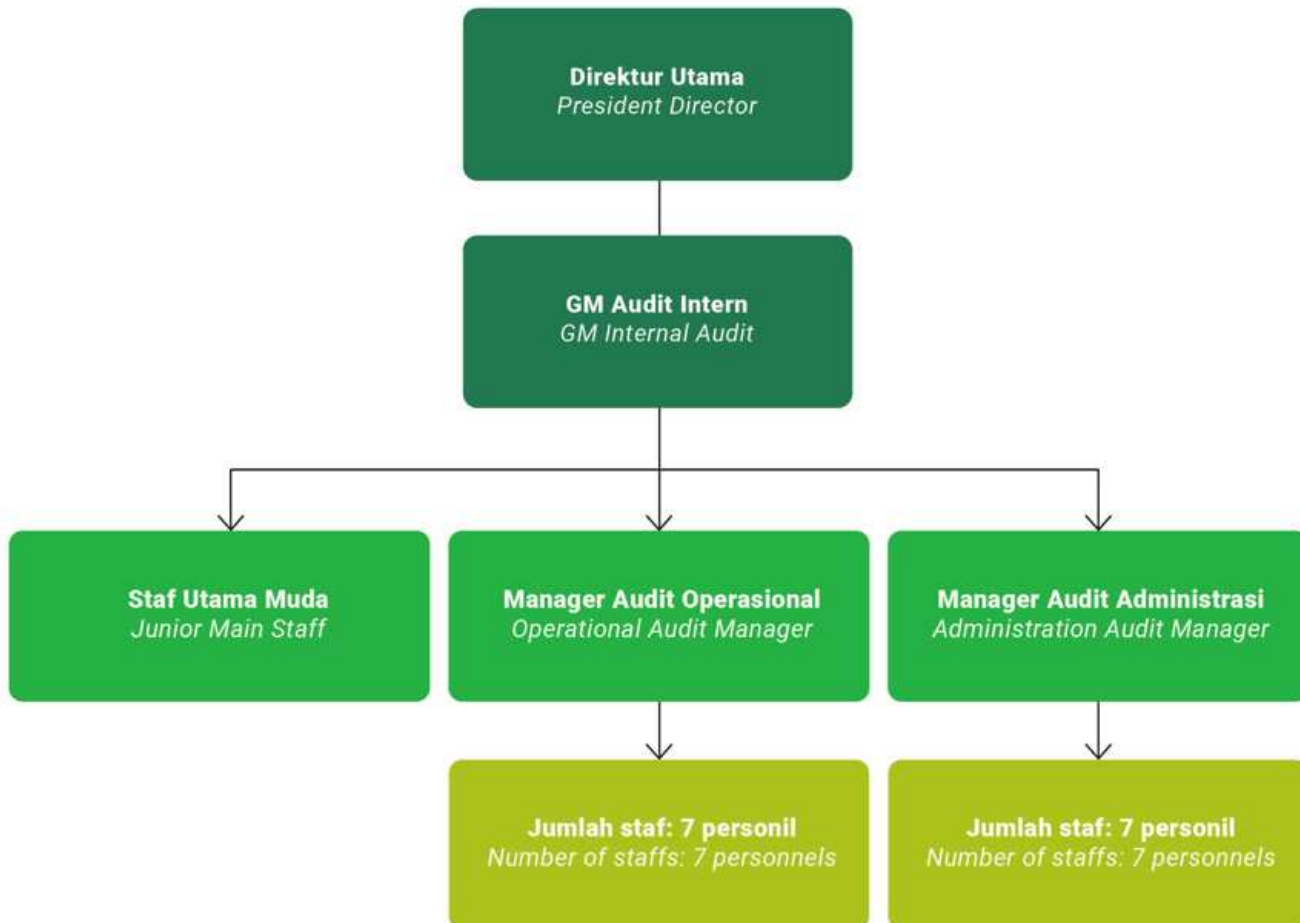 Direktur Utama
President Director
GM Audit Intern
GM Internal Audit
Staf Utama Muda
Junior Main Staff
Manager Audit Operasional
Operational Audit Manager
Manager Audit Administrasi
Administration Audit Manager
Jumlah staf: 7 personil
Number of staffs: 7 personnels
Jumlah staf: 7 personil
Number of staffs: 7 personnels